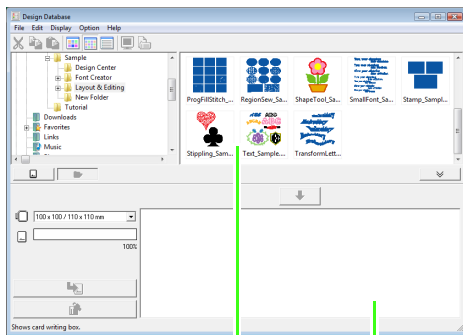 Design Database
File Edit Display Option Help
Sample
Design Center
Font Creator
Layout & Editing
New Folder
Tutorial
Downloads
Favorites
Links
Music
ProgFillStitch_... RegionSew_Sa... ShapeTool_Sa... SmallFont_Sa... Stamp_Sampl...
Stippling_Sam... Text_Sample.... TransformLett...
100 x 100 / 110 x 110 mm
100%
Shows card writing box.